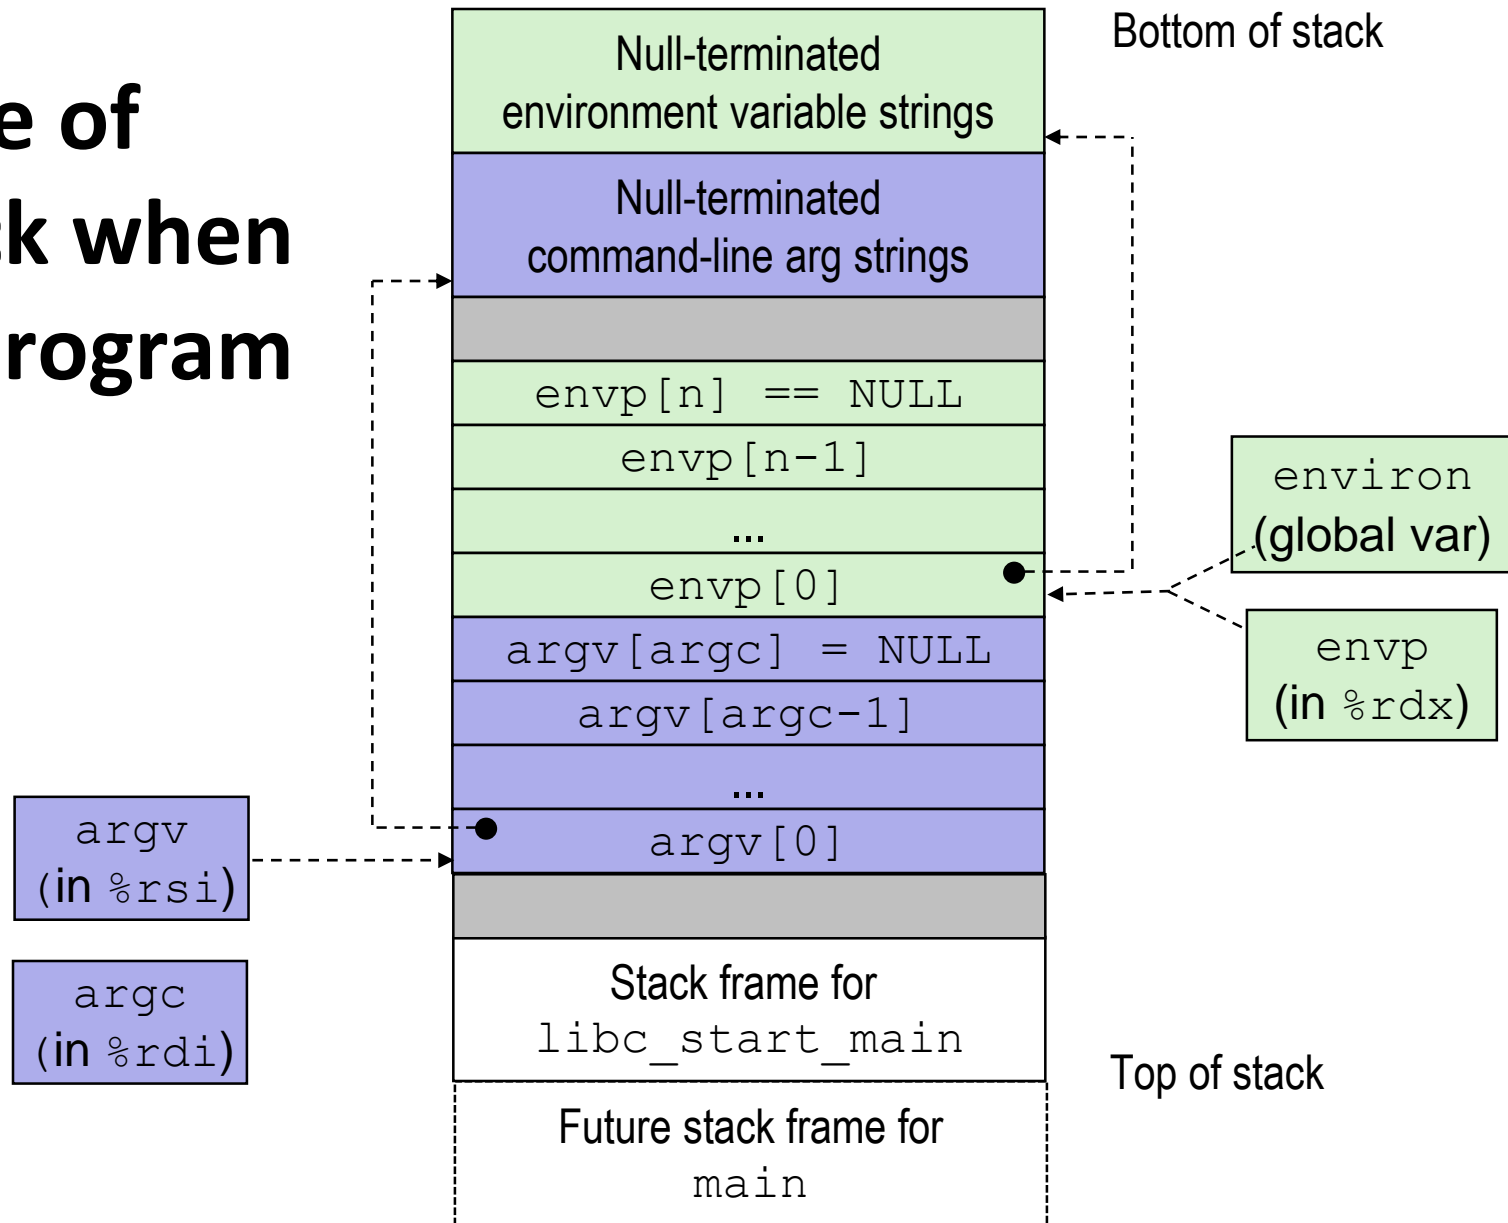 e of
ck when
rogram
Bottom of stack
Null-terminated
environment variable strings
Null-terminated
command-line arg strings
envp[n] == NULL
envp[n-1]
...
envp[0]
argv[argc] = NULL
argv[argc-1]
...
argv[0]
environ
(global var)
envp
(in %rdx)
argv
(in %rsi)
argc
(in %rdi)
Stack frame for
libc_start_main
Top of stack
Future stack frame for
main